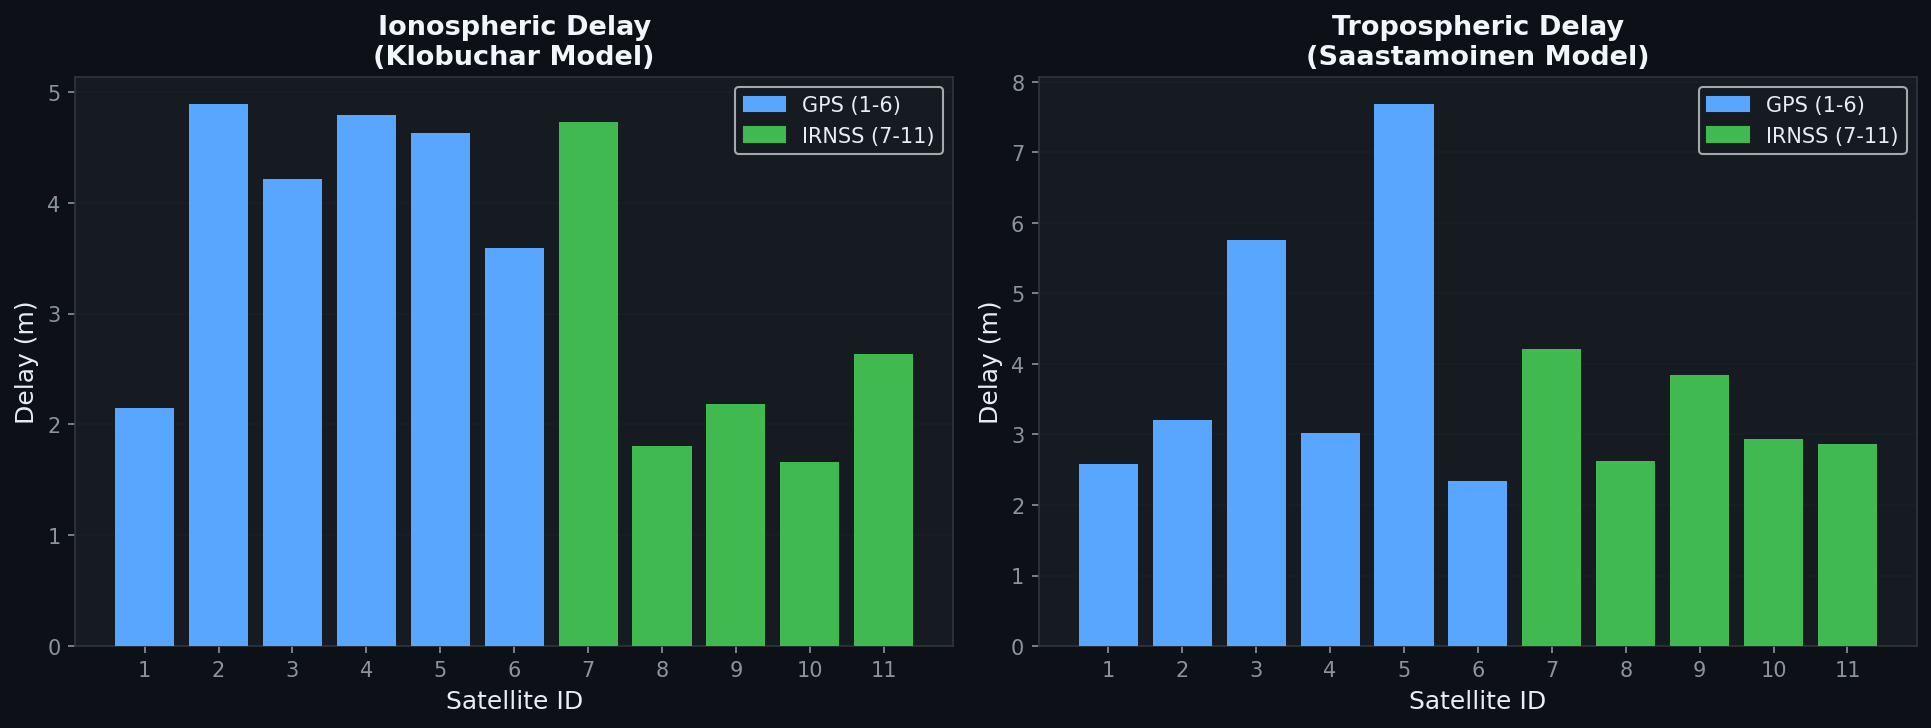 Ionospheric Delay
(Klobuchar Model)
GPS (1-6)
IRNSS (7-11)
Delay (m)
5
4
3
2
1
0
1 2 3 4 5 6 7 8 9 10 11
Satellite ID
Tropospheric Delay
(Saastamoinen Model)
GPS (1-6)
IRNSS (7-11)
Delay (m)
8
7
6
5
4
3
2
1
0
1 2 3 4 5 6 7 8 9 10 11
Satellite ID